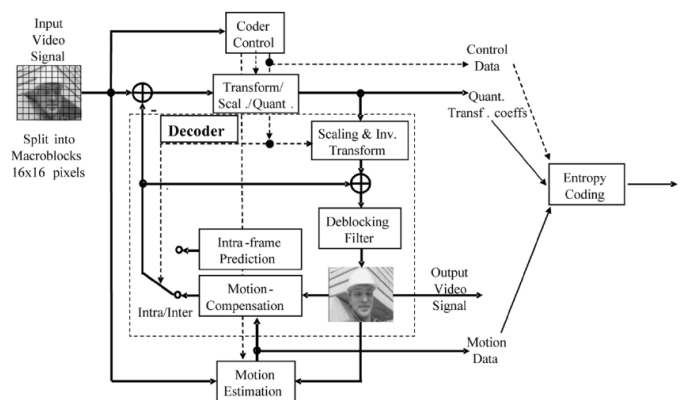 Input
Video
Signal
Coder
Control
Control
Data
Transform/
Scal ./Quant .
Quant.
Transf . coeffs
Decoder
Scaling & Inv.
Transform
Split into
Macroblocks
16x16 pixels
Entropy
Coding
Deblocking
Filter
Intra-frame
Prediction
Output
Video
Signal
Motion-
Compensation
Intra/Inter
Motion
Data
Motion
Estimation